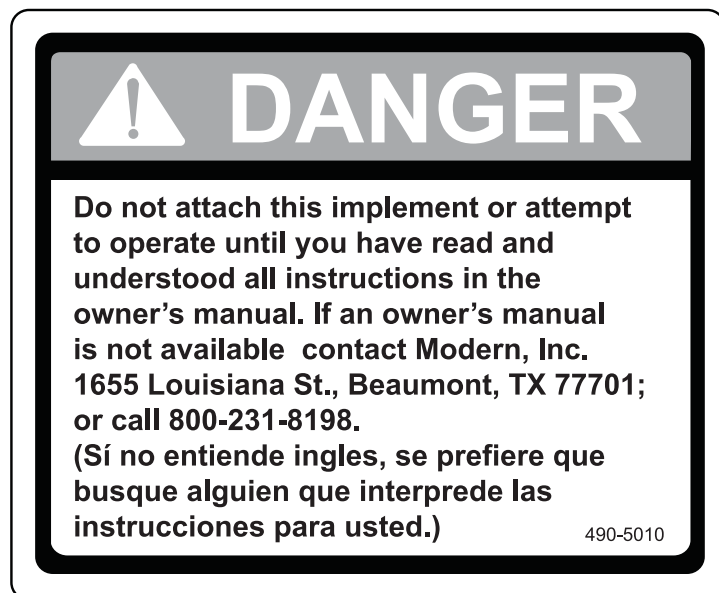 DANGER
Do not attach this implement or attempt
to operate until you have read and
understood all instructions in the
owner’s manual. If an owner’s manual
is not available  contact Modern, Inc.
1655 Louisiana St., Beaumont, TX 77701;
or call 800-231-8198.
(Sí no entiende ingles, se prefiere que
busque alguien que interprede las
instrucciones para usted.)
490-5010